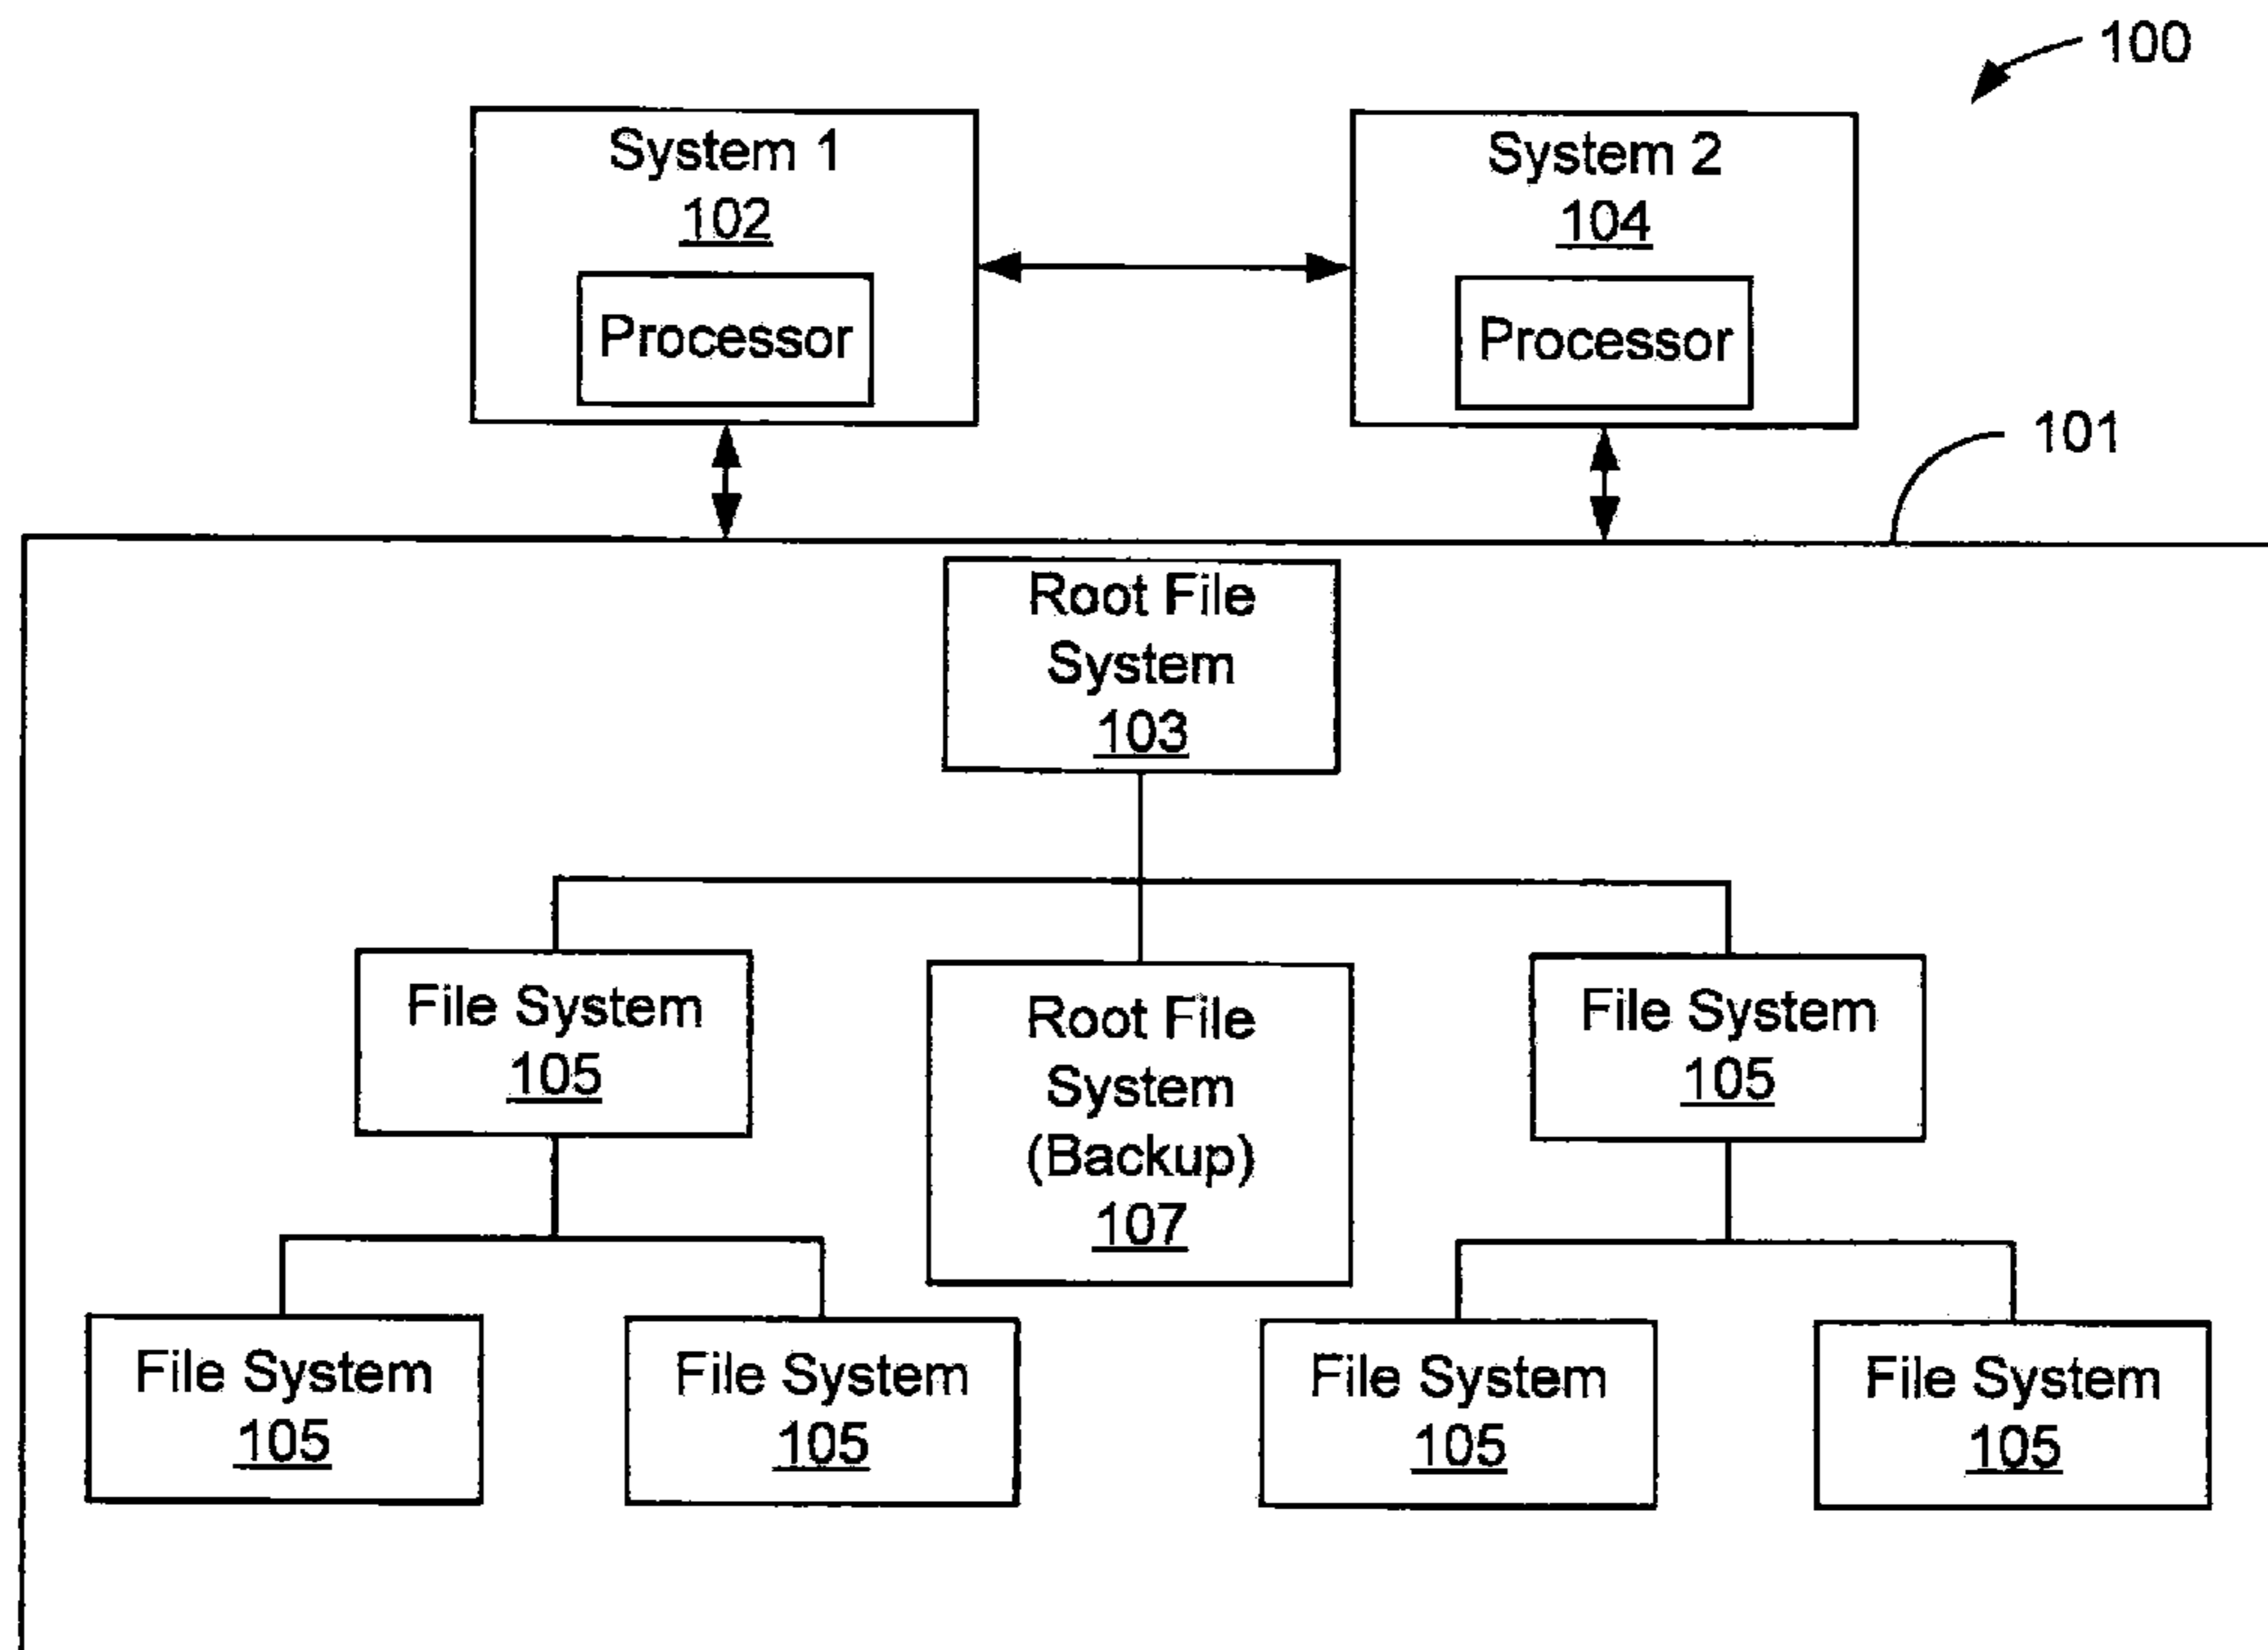 100
System 1
102
Processor
System 2
104
Processor
101
Root File
System
103
File System
105
Root File
System
(Backup)
107
File System
105
File System
105
File System
105
File System
105
File System
105